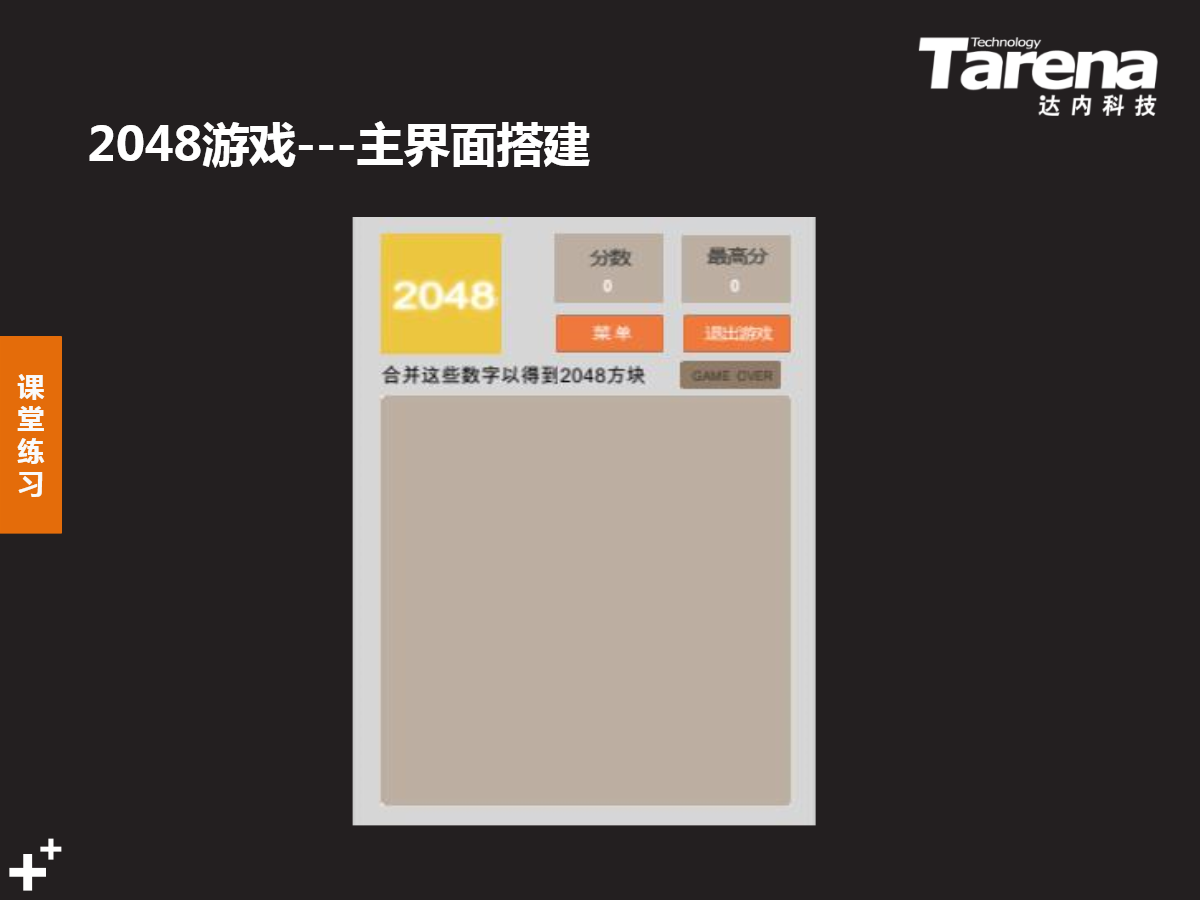 Technology
Tarena
达内科技
2048游戏---主界面搭建
2048
分数
0
最高分
0
菜单
退出游戏
合并这些数字以得到2048方块
GAME OVER
课堂练习